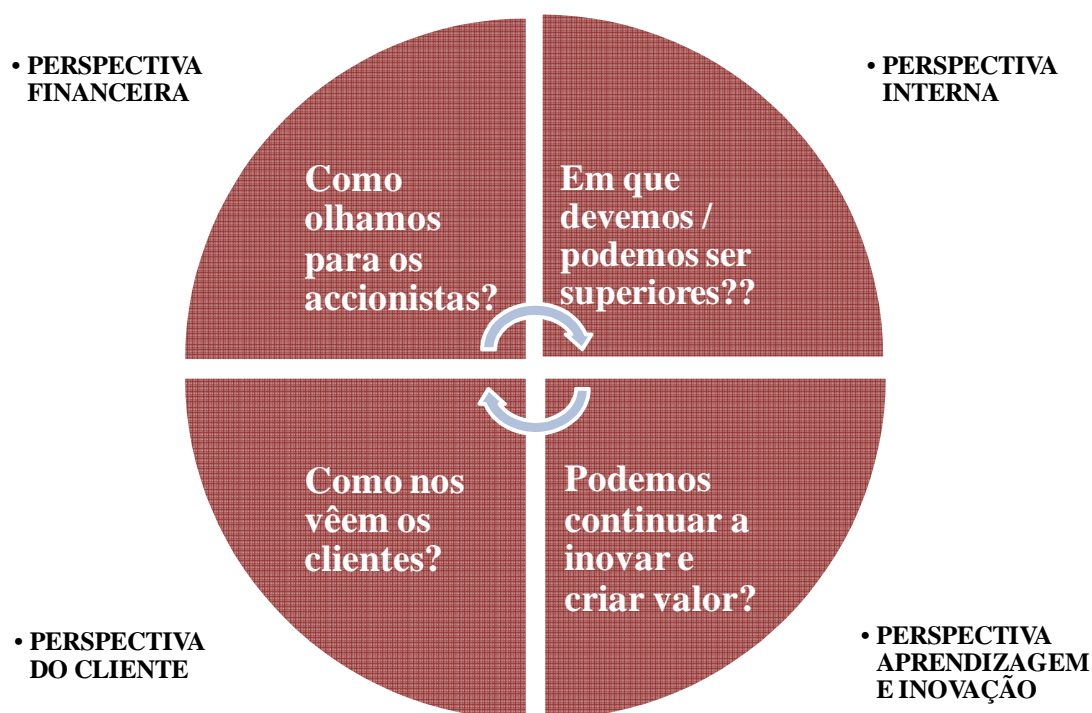 • PERSPECTIVA
FINANCEIRA
• PERSPECTIVA
INTERNA
Como
olhamos
para os
accionistas?
Em que
devemos /
podemos ser
superiores??
Como nos
vêem os
clientes?
Podemos
continuar a
inovar e
criar valor?
• PERSPECTIVA
DO CLIENTE
• PERSPECTIVA
APRENDIZAGEM
E INOVAÇÃO